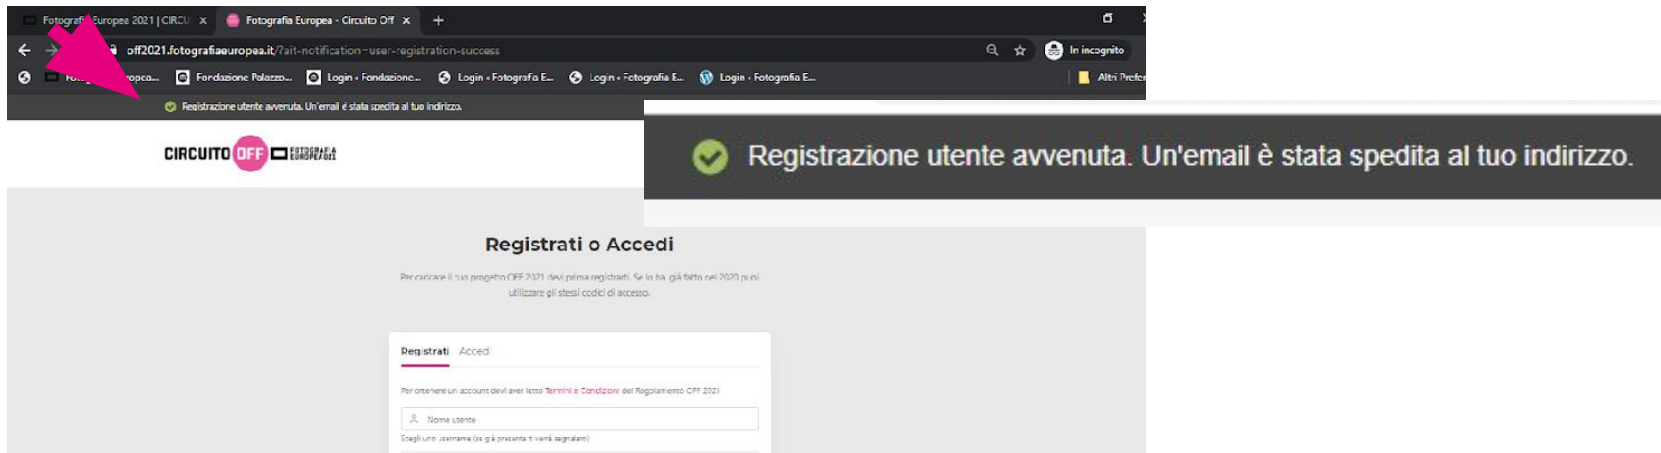 Fotografia Europea 2021 | CIRCU
Fotografia Europea - Circuito Off
off2021.fotografiaeuropea.it/?ait-notification=user-registration-success
In incognito
Fondazione Palazzo...
Login ‹ Fondazione...
Login ‹ Fotografia E...
Login ‹ Fotografia E...
Login ‹ Fotografia E...
Altri Prefer
Registrazione utente avvenuta. Un'email è stata spedita al tuo indirizzo.
Registrazione utente avvenuta. Un'email è stata spedita al tuo indirizzo.
CIRCUITO OFF FOTOGRAFIA
EUROPEA2021
Registrati o Accedi
Per caricare il tuo progetto OFF 2021 devi prima registrarti. Se lo hai già fatto nel 2020 puoi
utilizzare gli stessi codici di accesso.
Registrati Accedi
Per ottenere un account devi aver letto Termini e Condizioni del Regolamento OFF 2021
Nome utente
Scegli uno username (se già presente ti verrà segnalato)